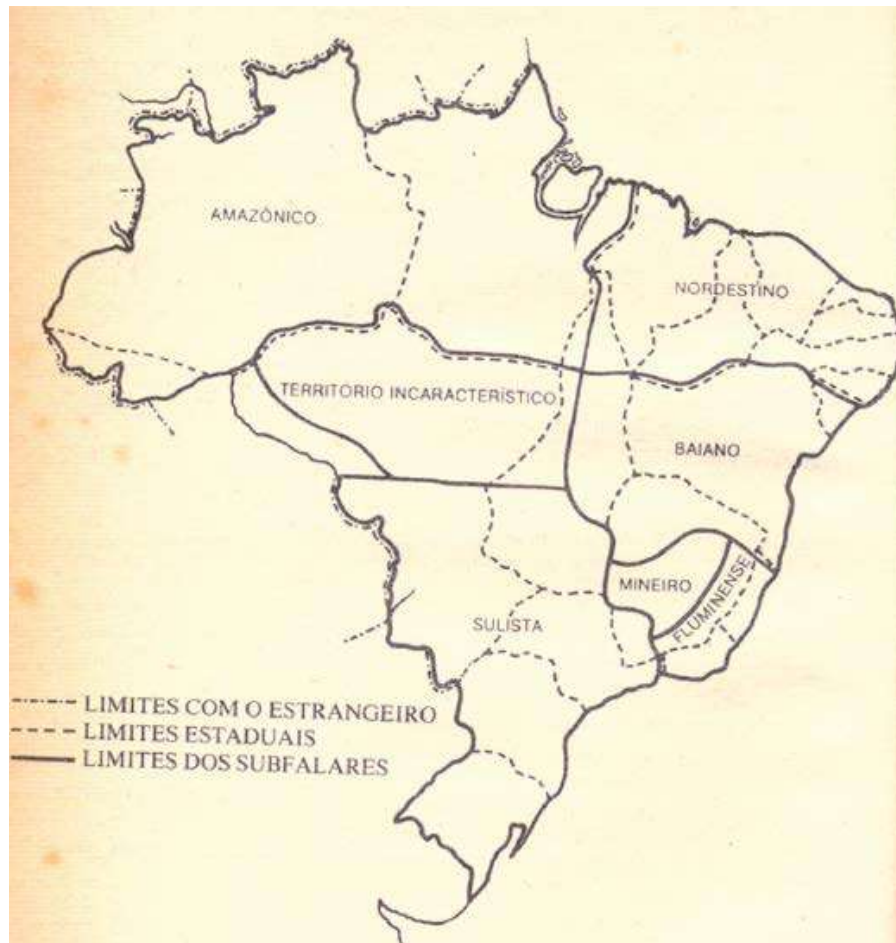 AMAZÔNICO
NORDESTINO
TERRITORIO INCARACTERÍSTICO
BAIANO
MINEIRO
FLUMINENSE
SULISTA
LIMITES COM O ESTRANGEIRO
LIMITES ESTADUAIS
LIMITES DOS SUBFALARES